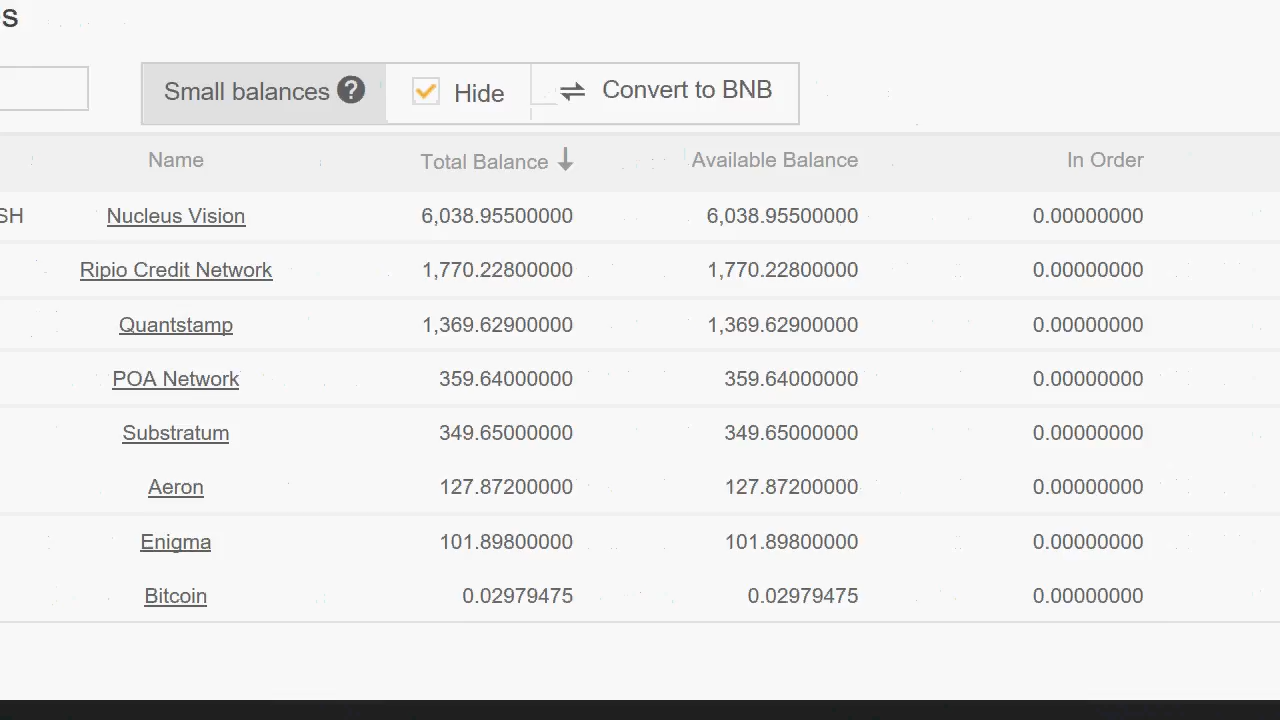 s
Small balances ? Hide Convert to BNB
Name Total Balance Available Balance In Order
SH Nucleus Vision 6,038.95500000 6,038.95500000 0.00000000
Ripio Credit Network 1,770.22800000 1,770.22800000 0.00000000
Quantstamp 1,369.62900000 1,369.62900000 0.00000000
POA Network 359.64000000 359.64000000 0.00000000
Substratum 349.65000000 349.65000000 0.00000000
Aeron 127.87200000 127.87200000 0.00000000
Enigma 101.89800000 101.89800000 0.00000000
Bitcoin 0.02979475 0.02979475 0.00000000